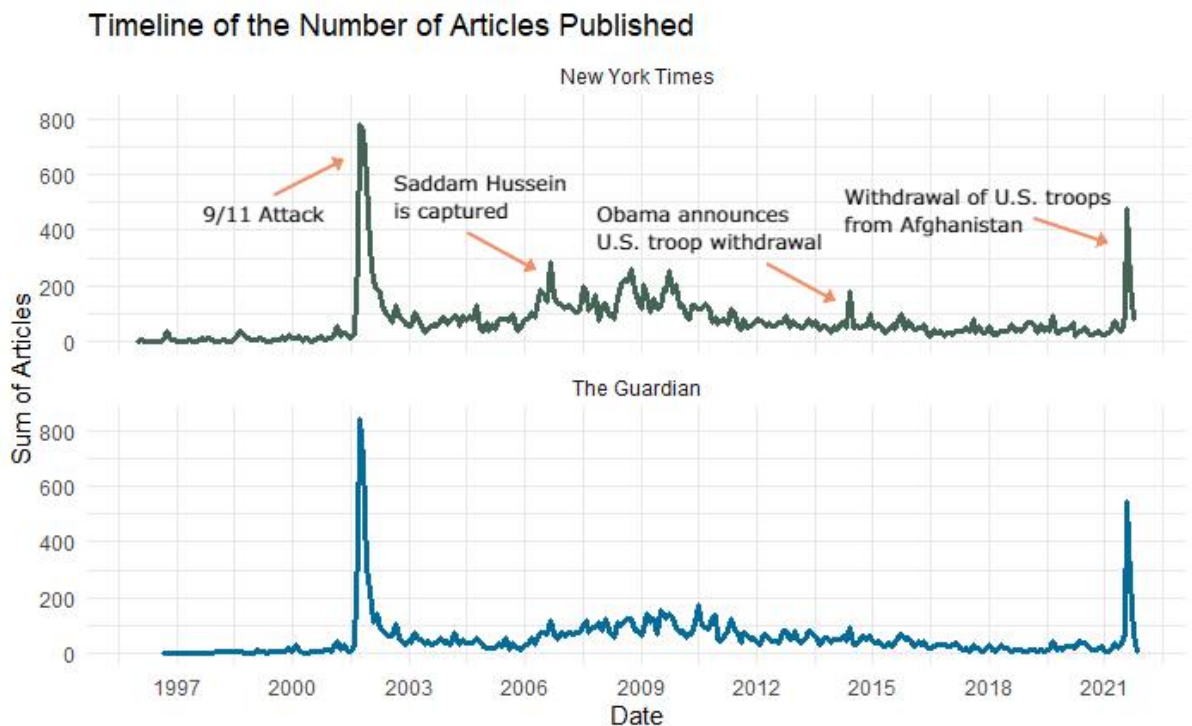 Timeline of the Number of Articles Published
New York Times
800
600
400
200
0
9/11 Attack
Saddam Hussein
is captured
Obama announces
U.S. troop withdrawal
Withdrawal of U.S. troops
from Afghanistan
Sum of Articles
The Guardian
800
600
400
200
0
1997 2000 2003 2006 2009 2012 2015 2018 2021
Date